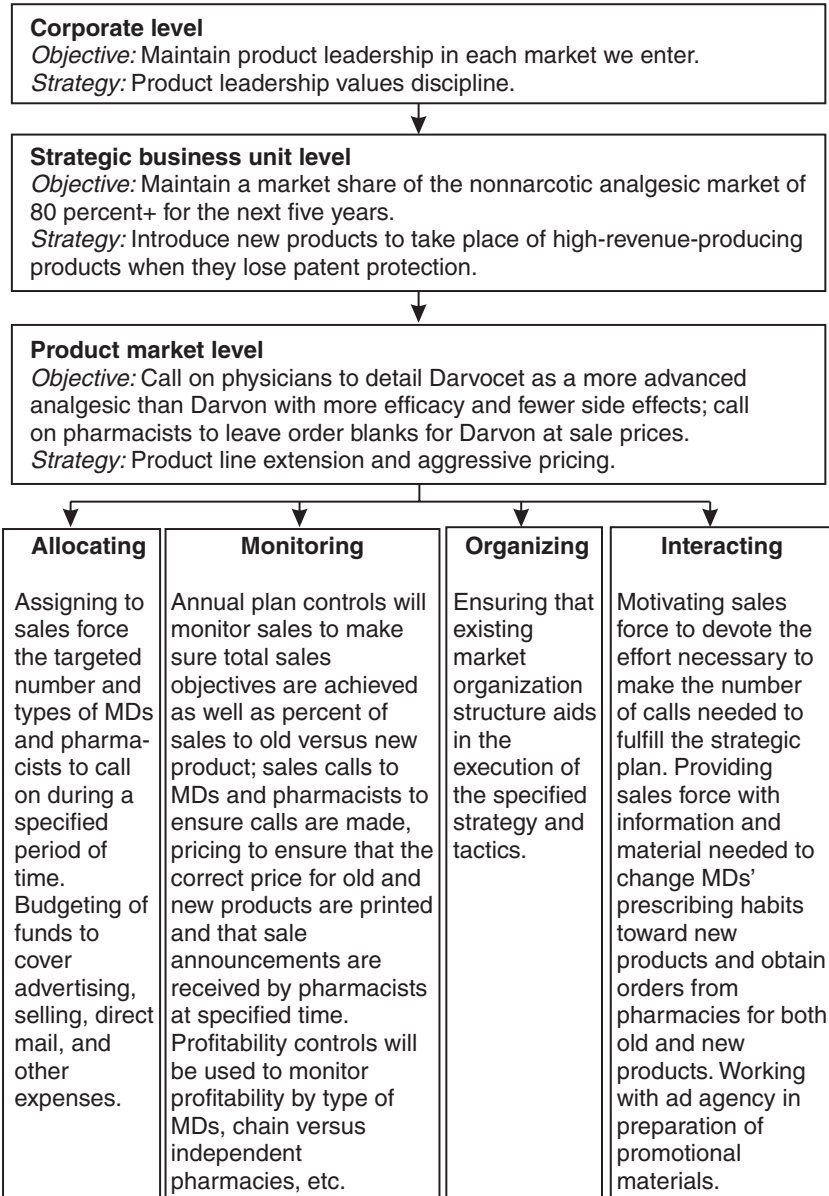 Corporate level
Objective: Maintain product leadership in each market we enter.
Strategy: Product leadership values discipline.
Strategic business unit level
Objective: Maintain a market share of the nonnarcotic analgesic market of
80 percent+ for the next five years.
Strategy: Introduce new products to take place of high-revenue-producing
products when they lose patent protection.
Product market level
Objective: Call on physicians to detail Darvocet as a more advanced
analgesic than Darvon with more efficacy and fewer side effects; call
on pharmacists to leave order blanks for Darvon at sale prices.
Strategy: Product line extension and aggressive pricing.
Allocating
Assigning to
sales force
the targeted
number and
types of MDs
and pharma-
cists to call
on during a
specified
period of
time.
Budgeting of
funds to
cover
advertising,
selling, direct
mail, and
other
expenses.
Monitoring
Annual plan controls will
monitor sales to make
sure total sales
objectives are achieved
as well as percent of
sales to old versus new
product; sales calls to
MDs and pharmacists to
ensure calls are made,
pricing to ensure that the
correct price for old and
new products are printed
and that sale
announcements are
received by pharmacists
at specified time.
Profitability controls will
be used to monitor
profitability by type of
MDs, chain versus
independent
pharmacies, etc.
Organizing
Ensuring that
existing
market
organization
structure aids
in the
execution of
the specified
strategy and
tactics.
Interacting
Motivating sales
force to devote the
effort necessary to
make the number
of calls needed to
fulfill the strategic
plan. Providing
sales force with
information and
material needed to
change MDs'
prescribing habits
toward new
products and obtain
orders from
pharmacies for both
old and new
products. Working
with ad agency in
preparation of
promotional
materials.